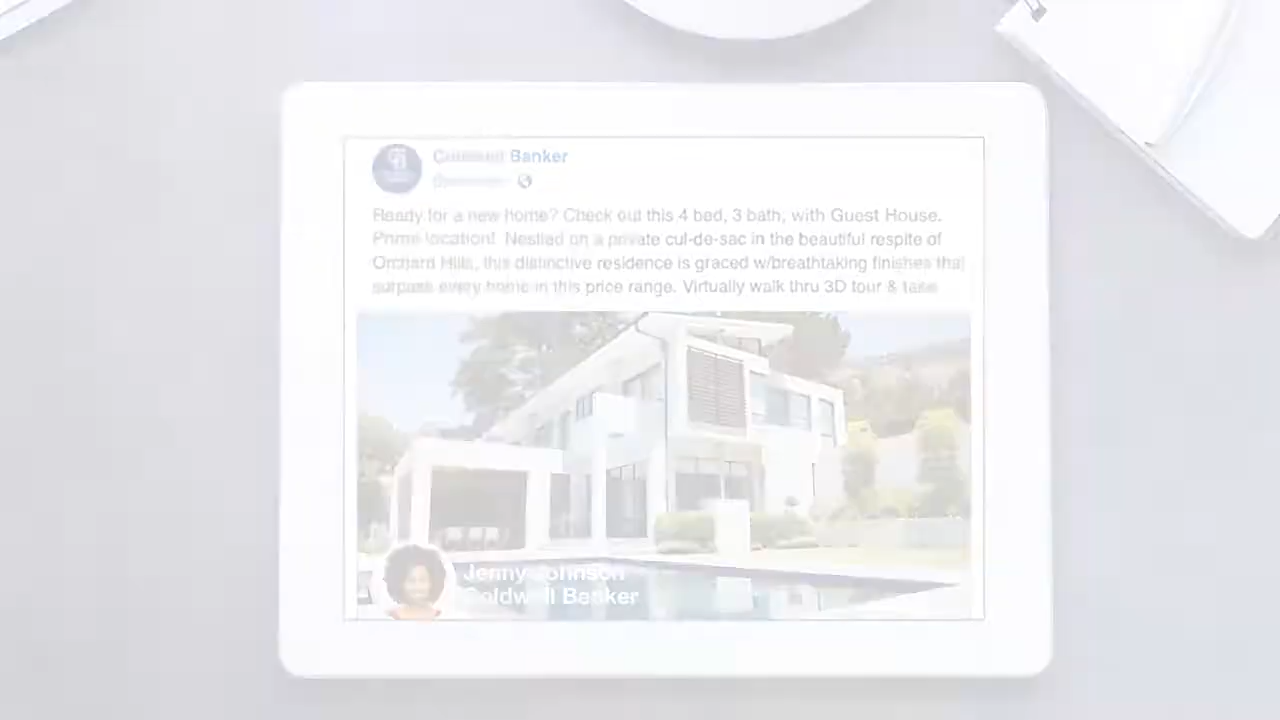 Coldwell Banker
Ready for a new home? Check out this 4 bed, 3 bath, with Guest House.
Prime location! Nestled on a private cul-de-sac in the beautiful respite of
Orchard Hills, this distinctive residence is graced w/breathtaking finishes that
surpass every home in this price range. Virtually walk thru 3D tour & take
Jenny Johnson
Coldwell Banker